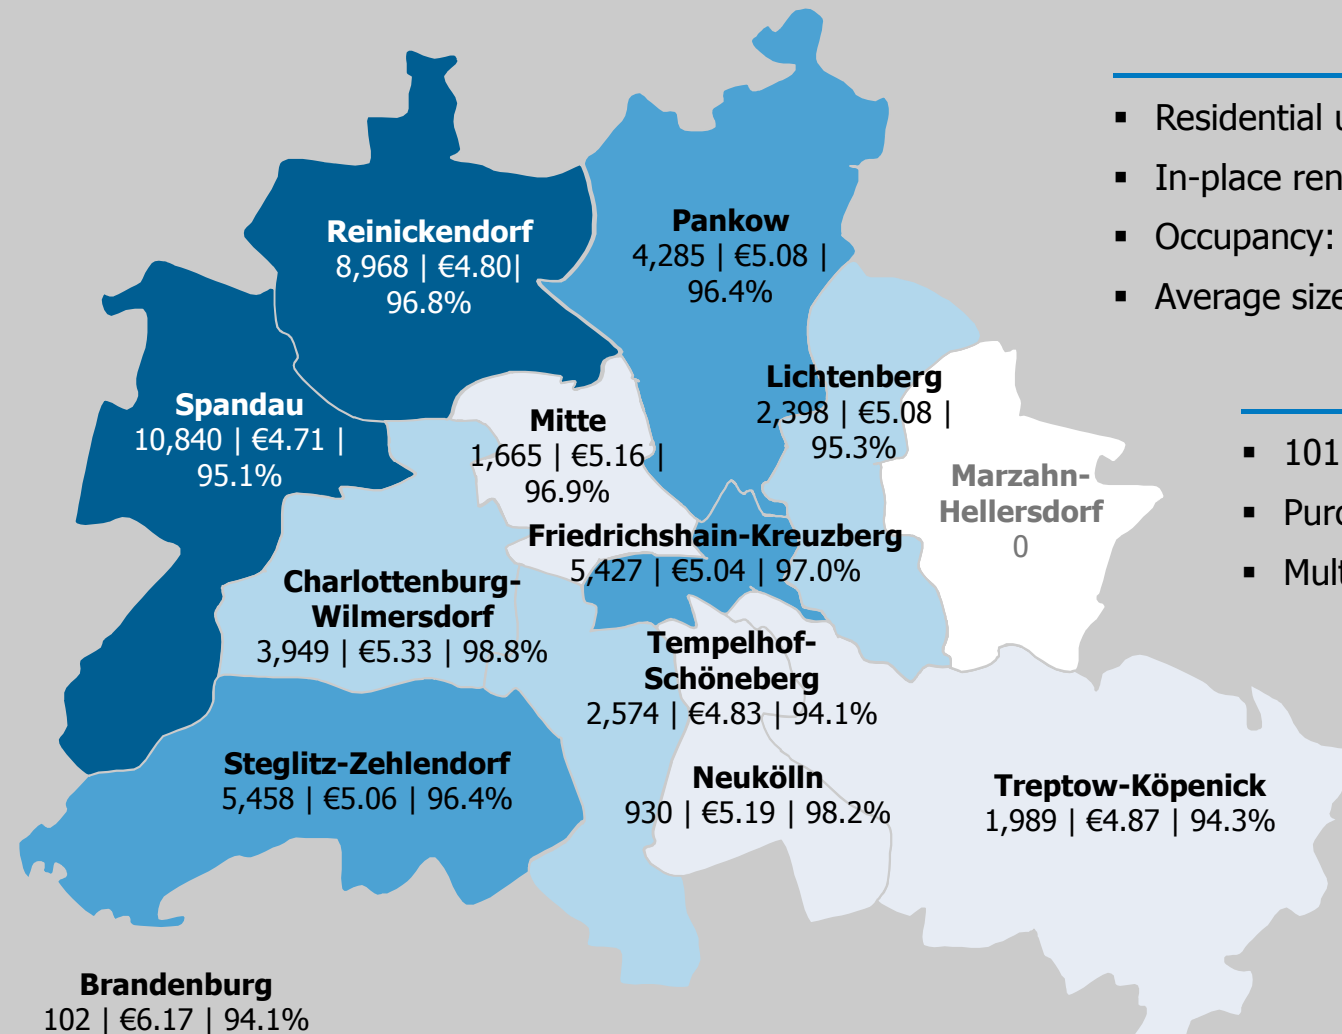 Reinickendorf
8,968 | €4.80|
96.8%
Pankow
4,285 | €5.08 |
96.4%
Spandau
10,840 | €4.71 |
95.1%
Mitte
1,665 | €5.16 |
96.9%
Lichtenberg
2,398 | €5.08 |
95.3%
Marzahn-
Hellersdorf
0
Friedrichshain-Kreuzberg
5,427 | €5.04 | 97.0%
Charlottenburg-
Wilmersdorf
3,949 | €5.33 | 98.8%
Tempelhof-
Schöneberg
2,574 | €4.83 | 94.1%
Steglitz-Zehlendorf
5,458 | €5.06 | 96.4%
Neukölln
930 | €5.19 | 98.2%
Treptow-Köpenick
1,989 | €4.87 | 94.3%
Brandenburg
102 | €6.17 | 94.1%
▪ Residential
▪ In-place
▪ Occupancy:
▪ Average size
▪ 101